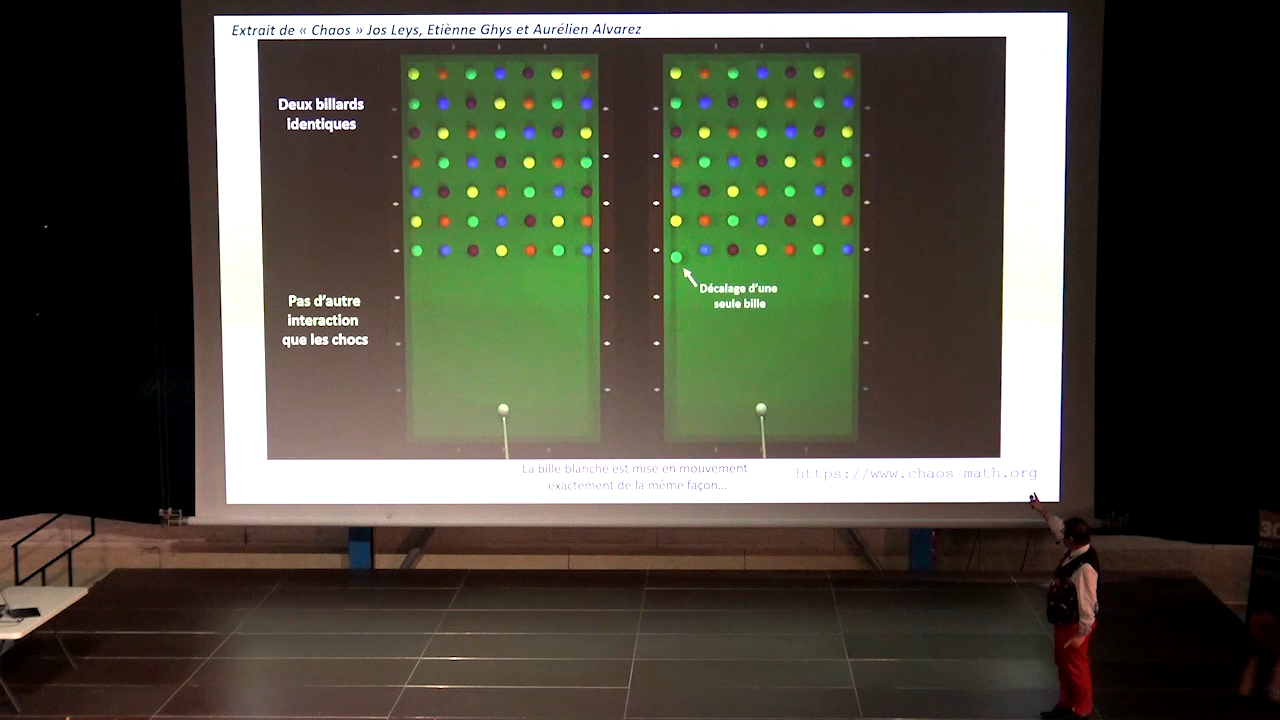 Extrait de « Chaos » Jos Leys, Etiènne Ghys et Aurélien Alvarez
Deux billards
identiques
Pas d'autre
interaction
que les chocs
Décalage d'une
seule bille
La bille blanche est mise en mouvement
exactement de la même façon...
https://www.chaos-math.org